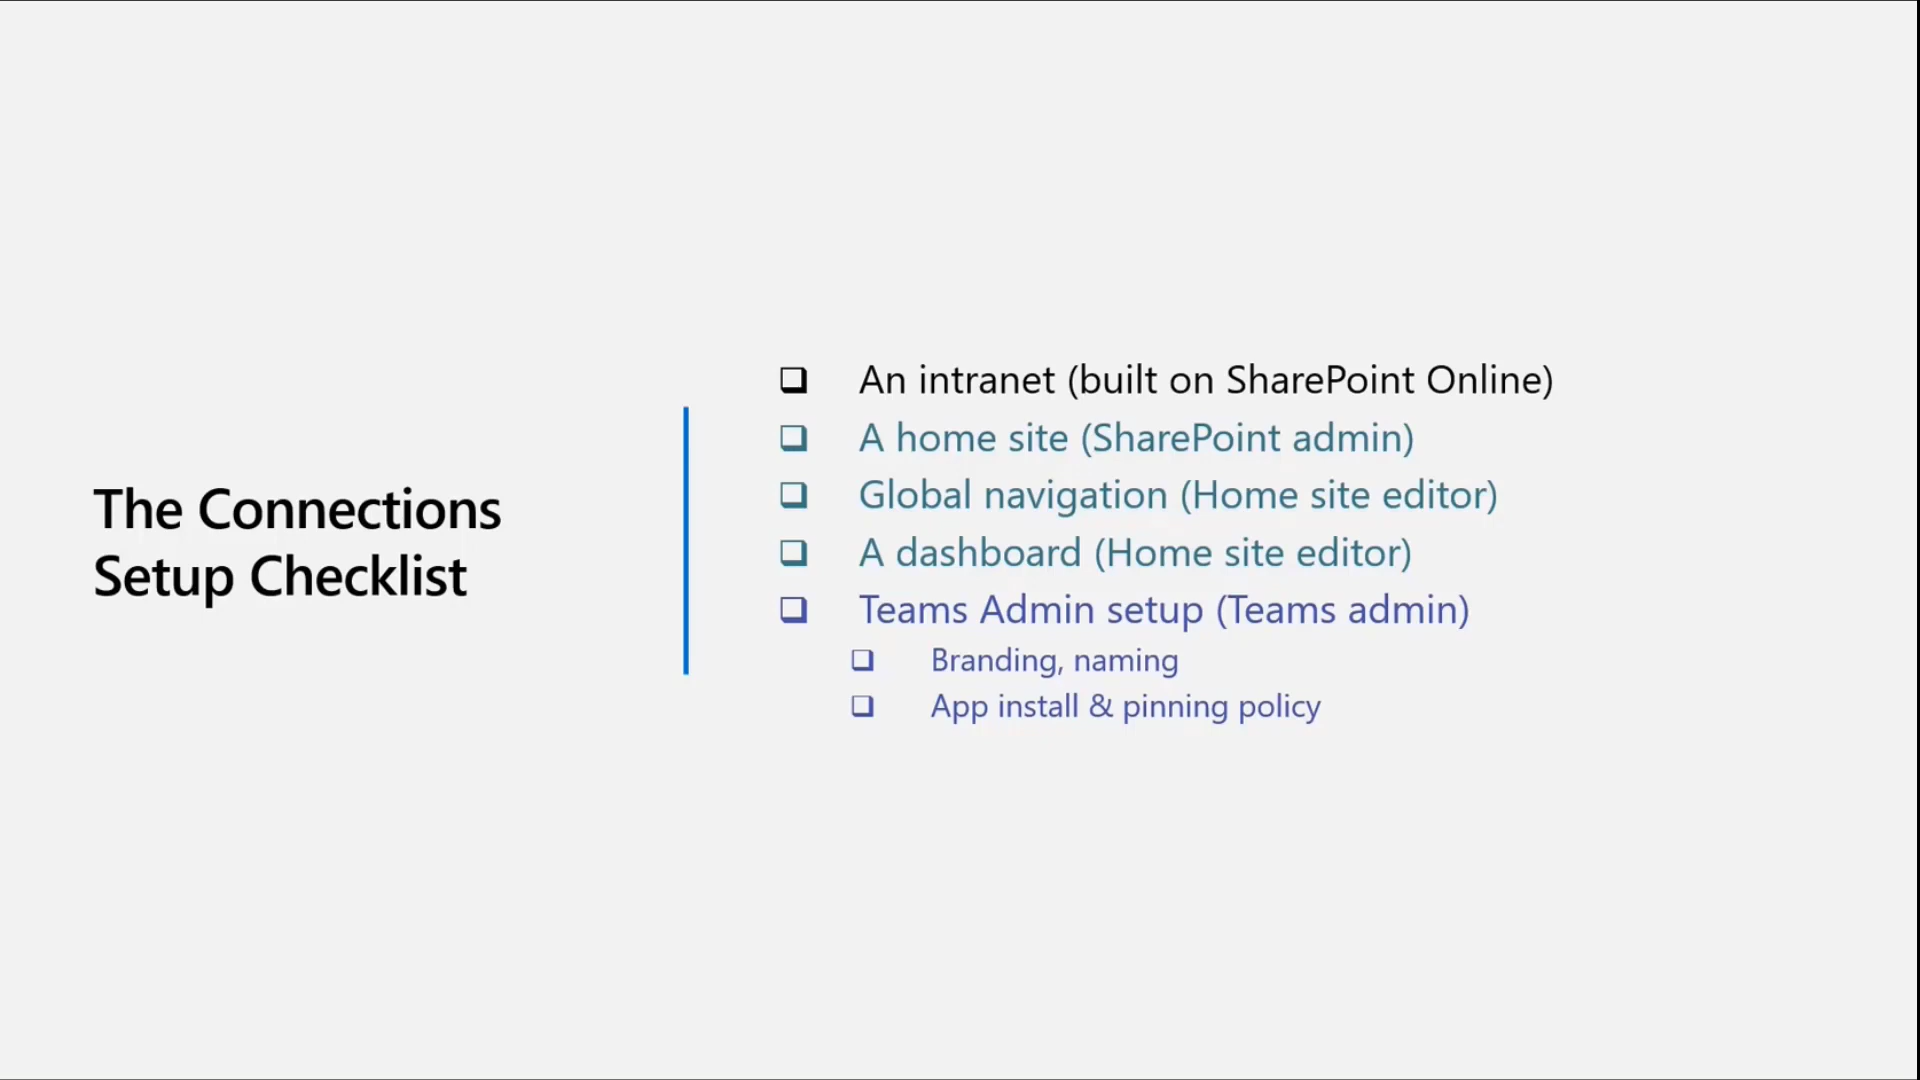 The Connections
Setup Checklist
❑ An intranet (built on SharePoint Online)
❑ A home site (SharePoint admin)
❑ Global navigation (Home site editor)
❑ A dashboard (Home site editor)
❑ Teams Admin setup (Teams admin)
❑ Branding, naming
❑ App install & pinning policy